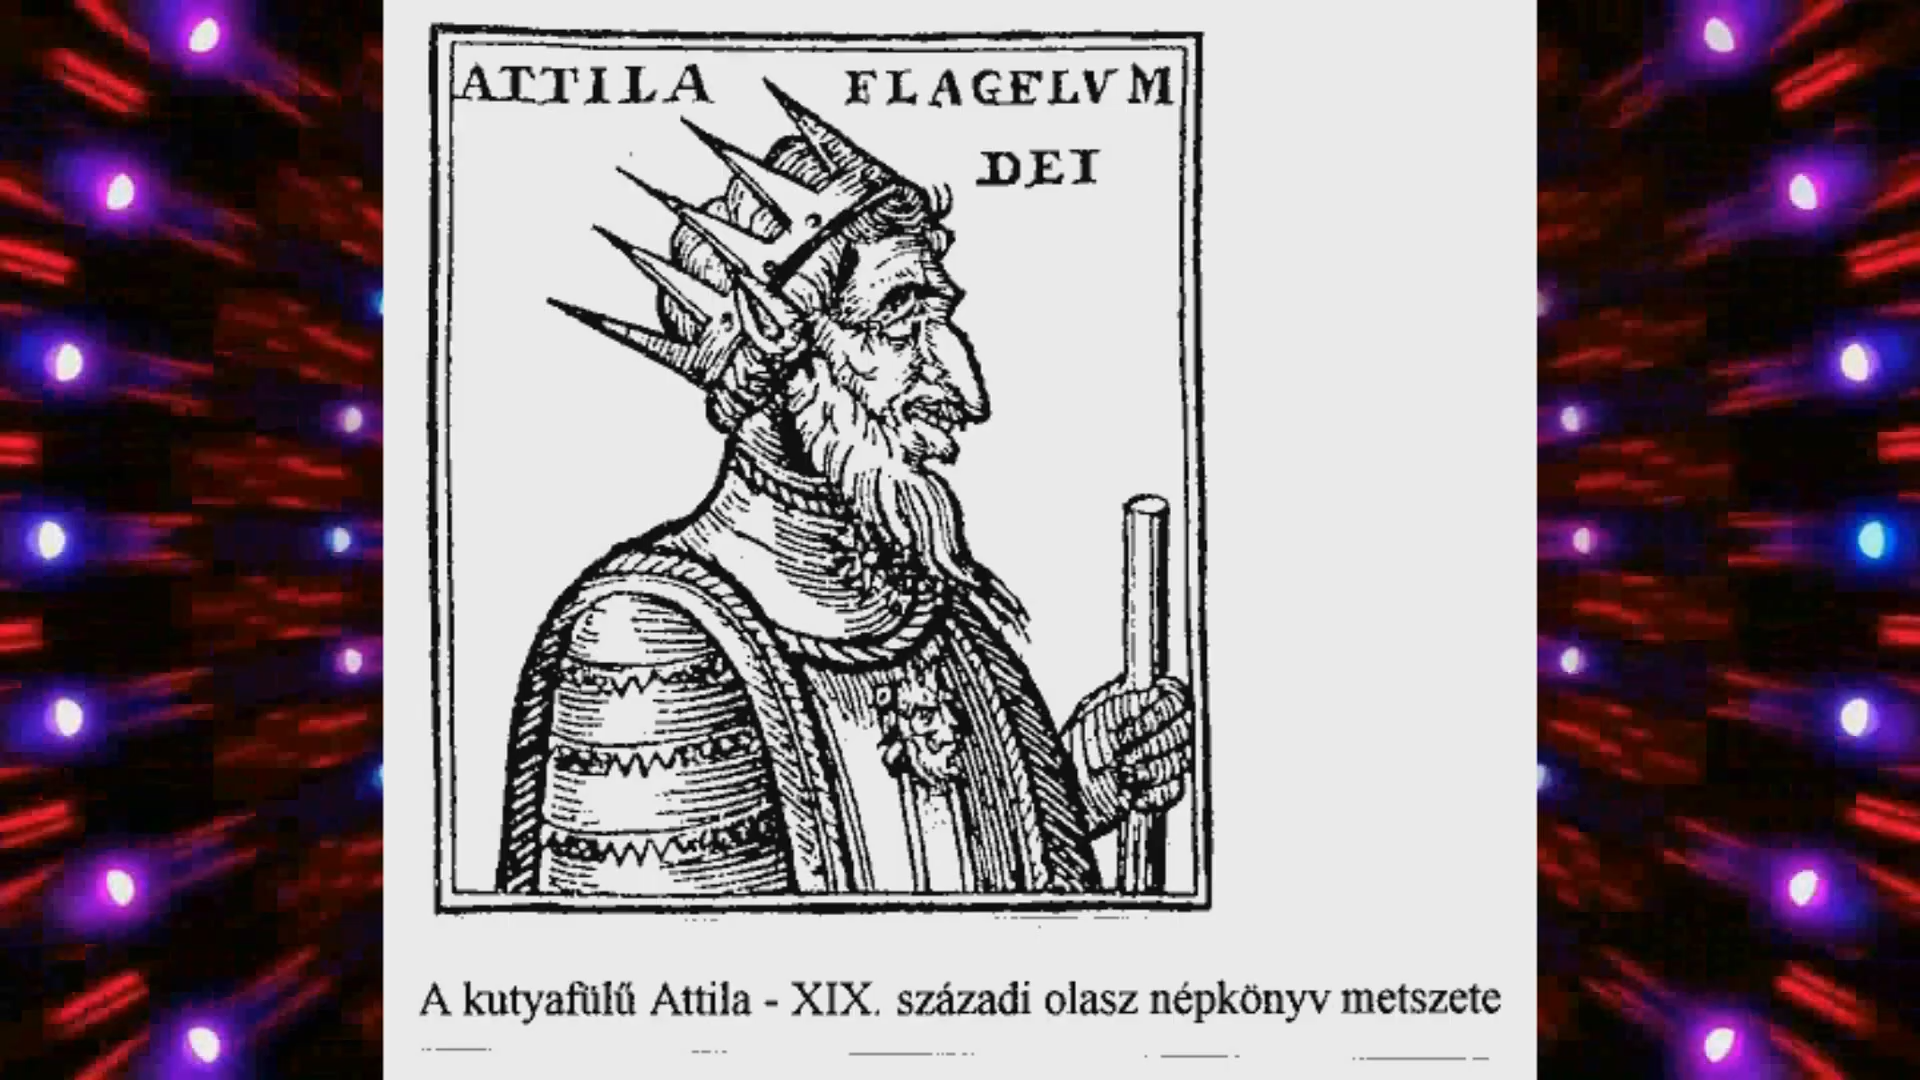 ATTILA FLAGELVM
DEI
A kutyafülű Attila - XIX. századi olasz népkönyv metszete